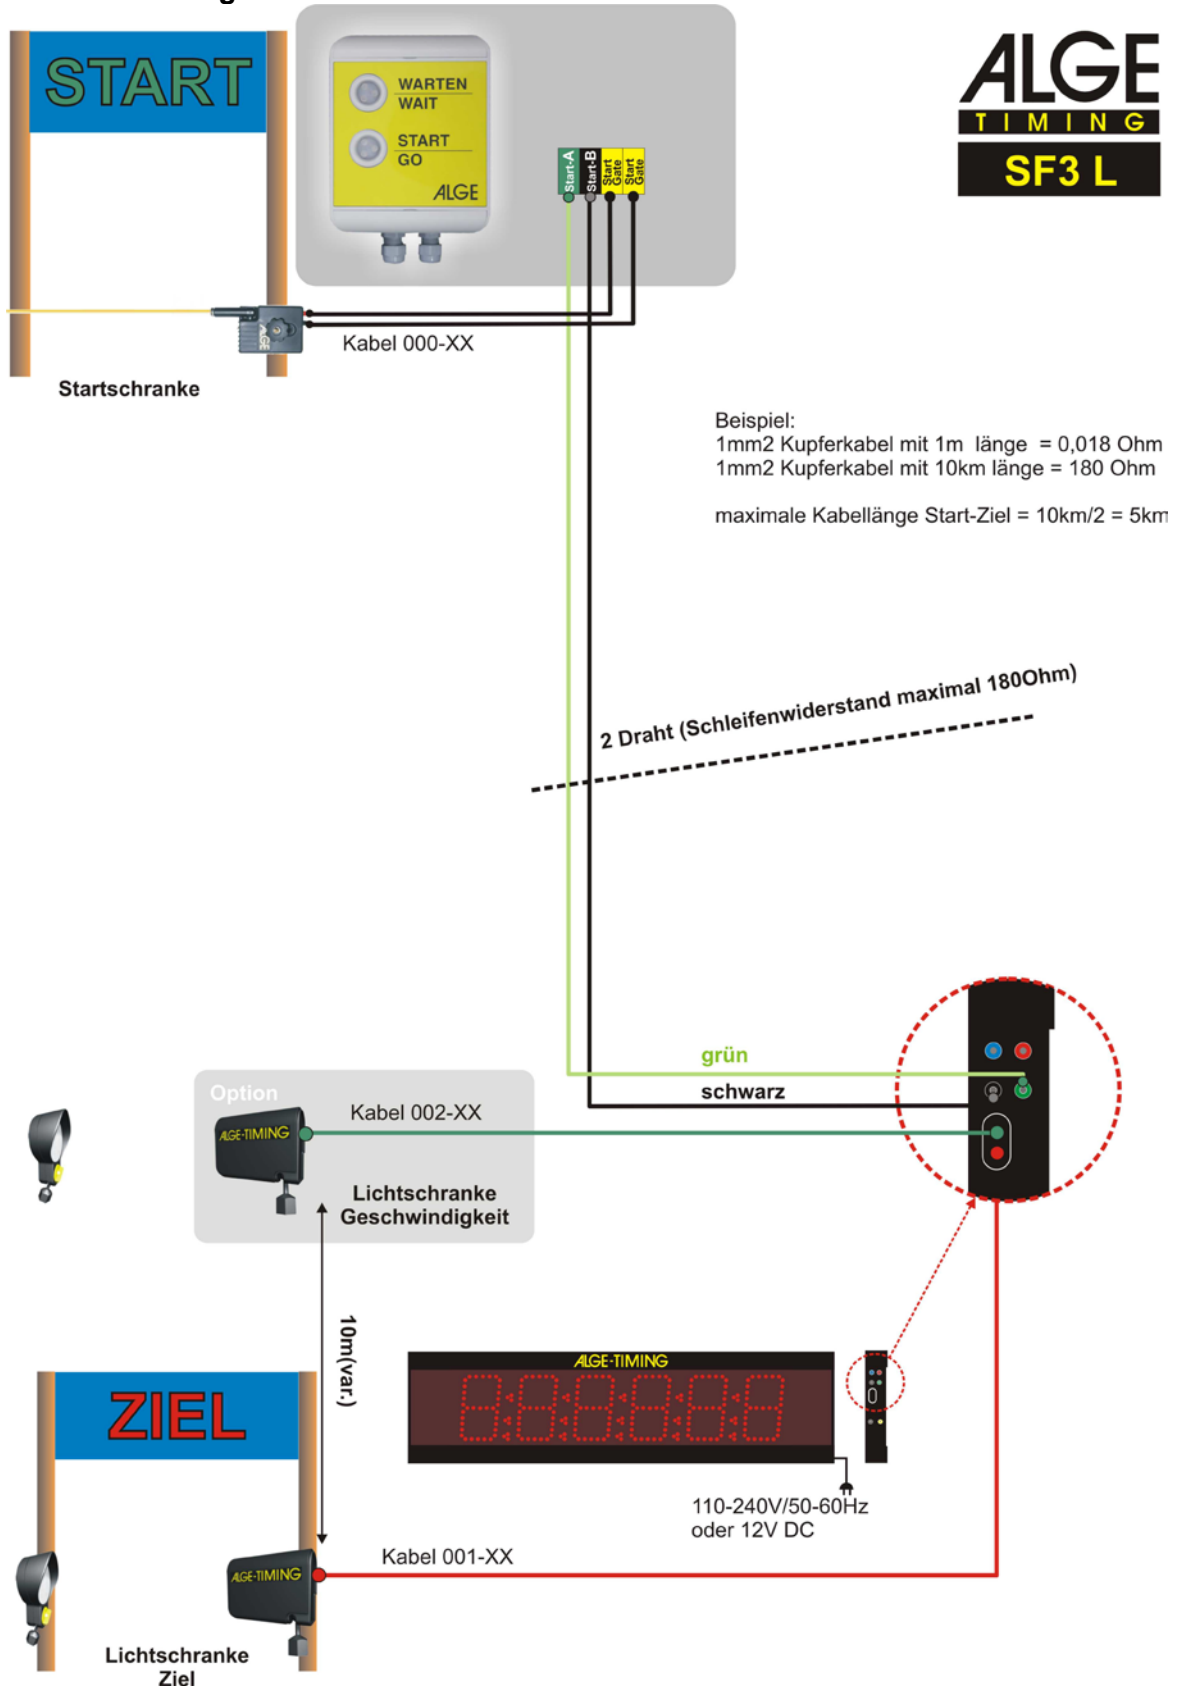 START
WARTEN
WAIT
START
GO
ALGE
Start-A
Start-B
Start
Gate
Start
Gate
ALGE
TIMING
SF3 L
ALGE
Kabel 000-XX
Startschranke
Beispiel:
1mm2 Kupferkabel mit 1m länge = 0,018 Ohm
1mm2 Kupferkabel mit 10km länge = 180 Ohm
maximale Kabellänge Start-Ziel = 10km/2 = 5km
2 Draht (Schleifenwiderstand maximal 180Ohm)
grün
schwarz
Option
Kabel 002-XX
ALGE-TIMING
Lichtschranke
Geschwindigkeit
10m(var.)
ALGE-TIMING
ZIEL
110-240V/50-60Hz
oder 12V DC
Kabel 001-XX
ALGE-TIMING
Lichtschranke
Ziel